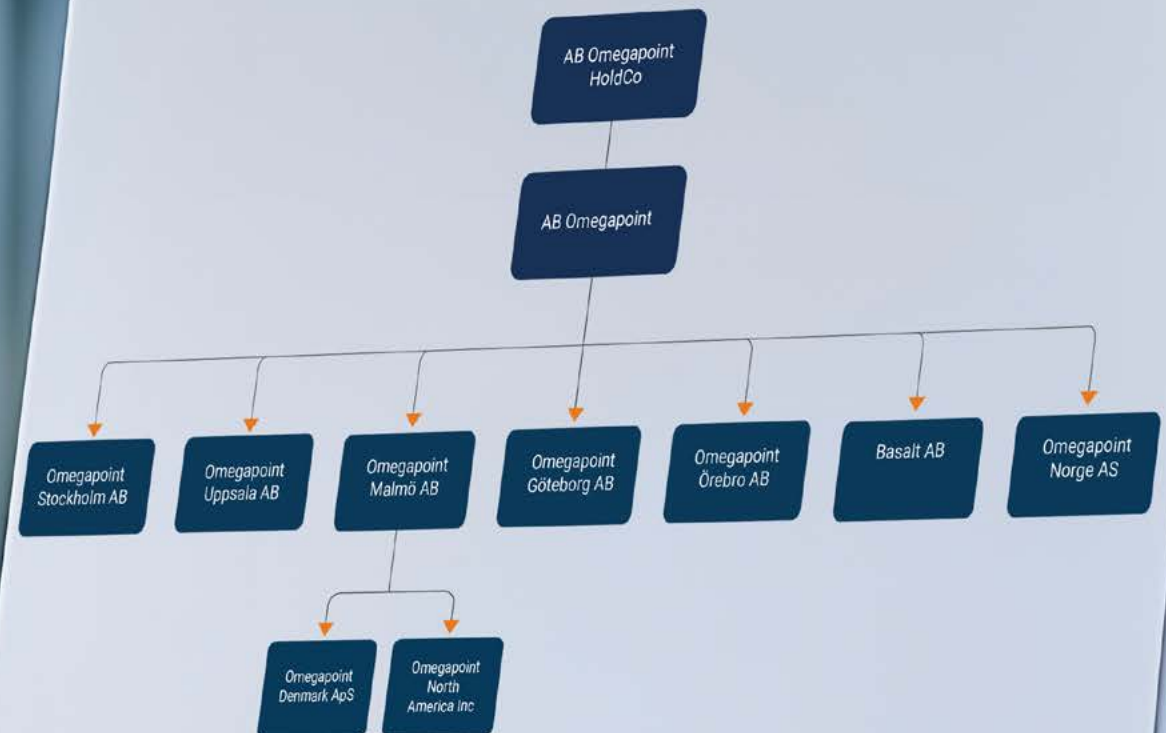 AB Omegapoint
HoldCo
AB Omegapoint
Omegapoint
Stockholm AB
Omegapoint
Uppsala AB
Omegapoint
Malmö AB
Omegapoint
Göteborg AB
Omegapoint
Örebro AB
Basalt AB
Omegapoint
Norge AS
Omegapoint
Denmark ApS
Omegapoint
North
America Inc